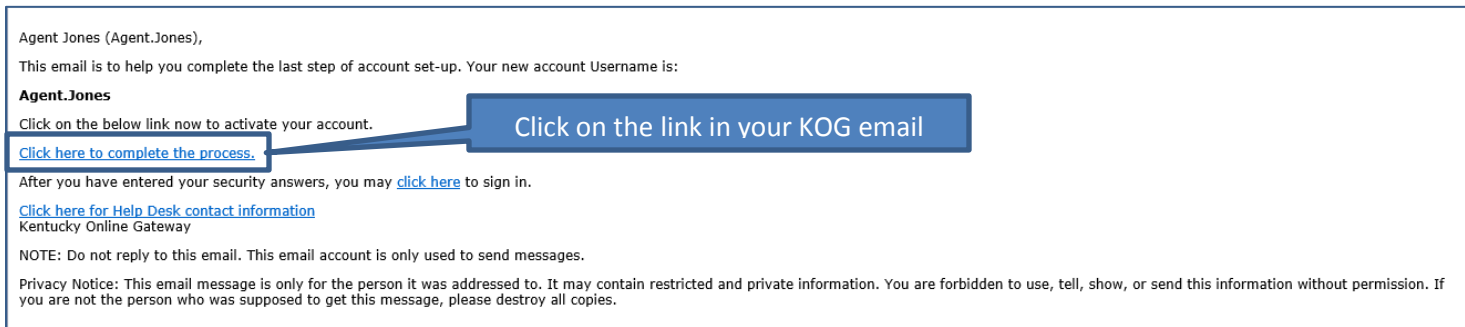 Agent Jones (Agent.Jones),
This email is to help you complete the last step of account set-up. Your new account Username is:
Agent.Jones
Click on the below link now to activate your account.
Click on the link in your KOG email
Click here to complete the process.
After you have entered your security answers, you may click here to sign in.
Click here for Help Desk contact information
Kentucky Online Gateway
NOTE: Do not reply to this email. This email account is only used to send messages.
Privacy Notice: This email message is only for the person it was addressed to. It may contain restricted and private information. You are forbidden to use, tell, show, or send this information without permission. If
you are not the person who was supposed to get this message, please destroy all copies.